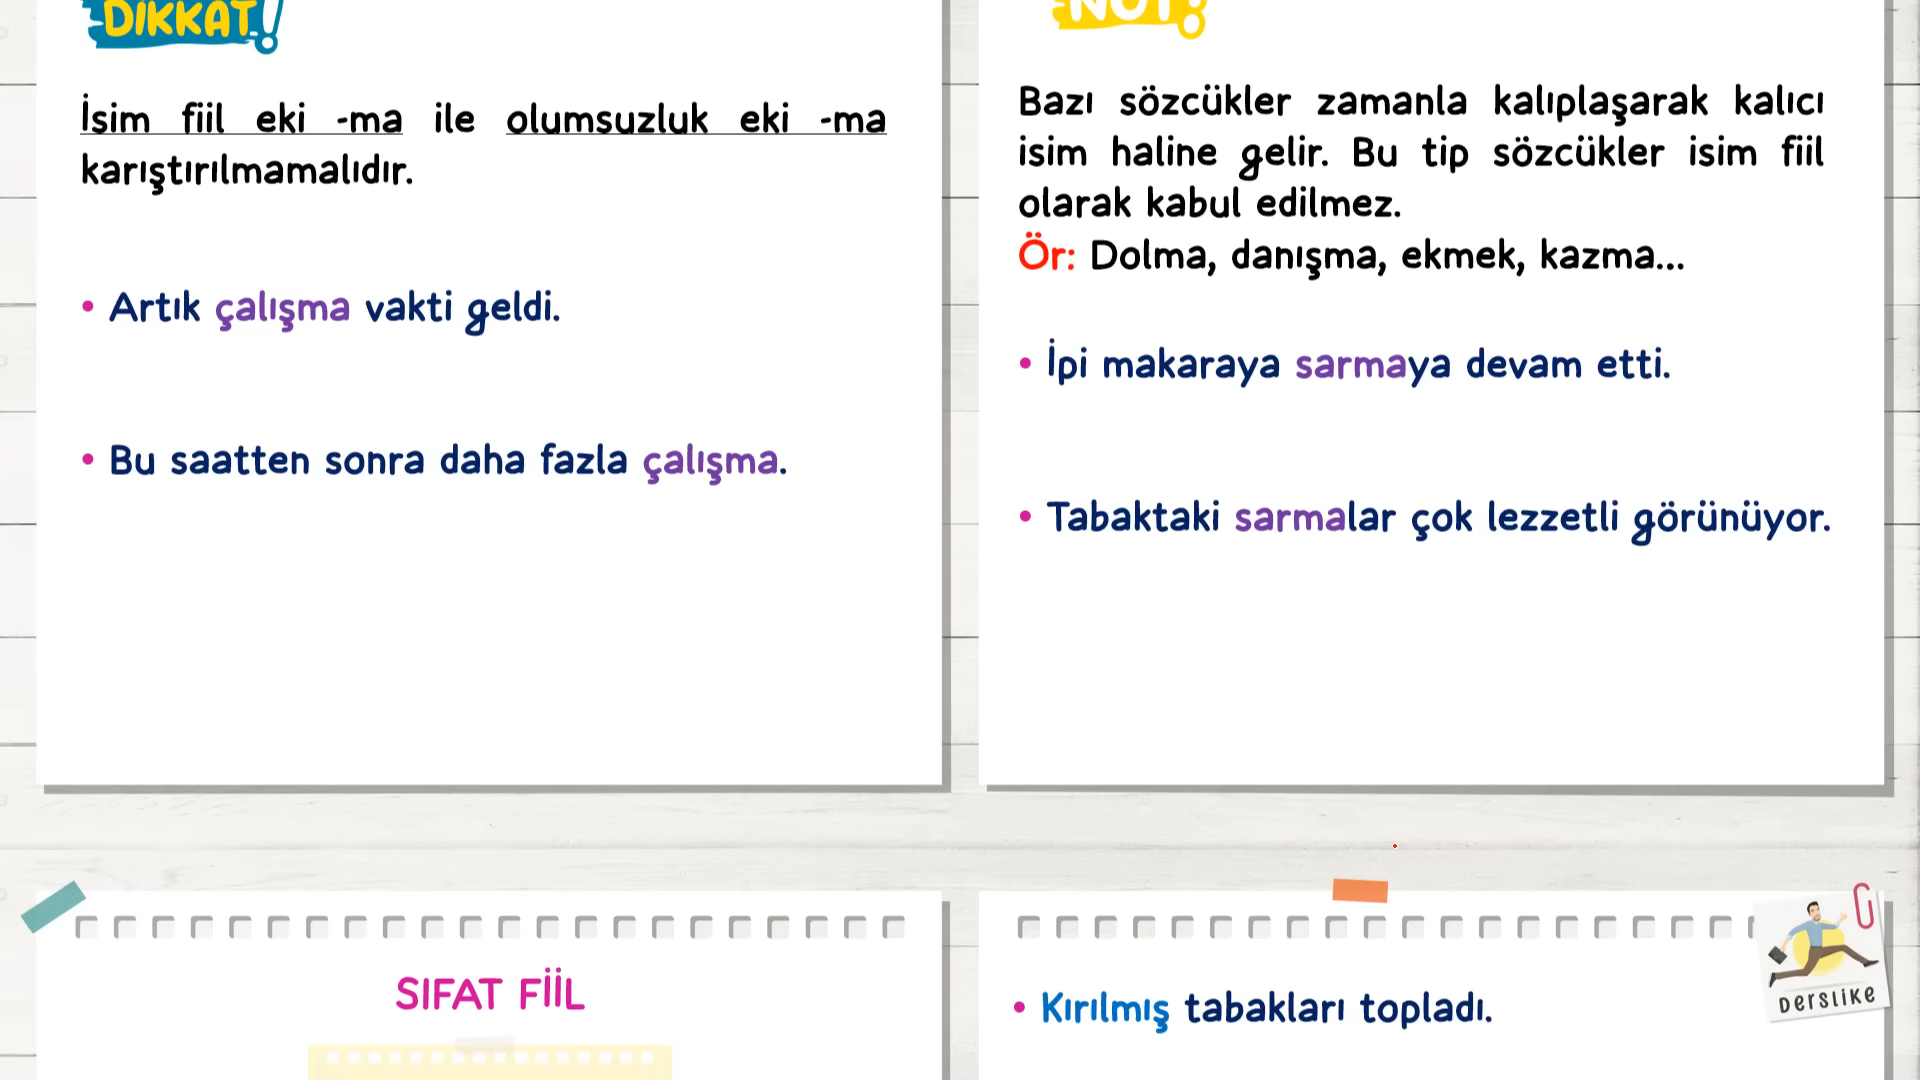 DİKKAT!
İsim fiil eki -ma ile olumsuzluk eki -ma
karıştırılmamalıdır.
• Artık çalışma vakti geldi.
• Bu saatten sonra daha fazla çalışma.
NOT!
Bazı sözcükler zamanla kalıplaşarak kalıcı
isim haline gelir. Bu tip sözcükler isim fiil
olarak kabul edilmez.
Ör: Dolma, danışma, ekmek, kazma...
• İpi makaraya sarmaya devam etti.
• Tabaktaki sarmalar çok lezzetli görünüyor.
SIFAT FİİL
• Kırılmış tabakları topladı.
DERSLİKE